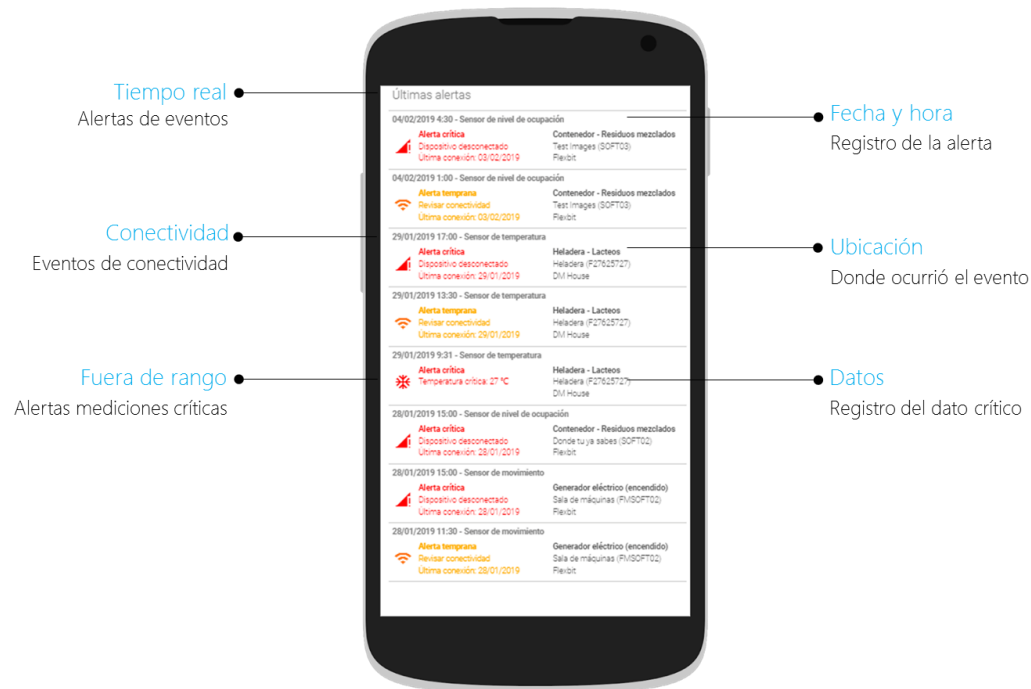 Tiempo real
Alertas de eventos
Conectividad
Eventos de conectividad
Fuera de rango
Alertas mediciones críticas
Últimas alertas
04/02/2019 4:30 - Sensor de nivel de ocupación
Alerta crítica
Contenedor - Residuos mezclados
Dispositivo desconectado
Test Images (SOFT03)
Última conexión: 03/02/2019
Flexbit
04/02/2019 1:00 - Sensor de nivel de ocupación
Alerta temprana
Contenedor - Residuos mezclados
Revisar conectividad
Test Images (SOFT03)
Última conexión: 03/02/2019
Flexbit
29/01/2019 17:00 - Sensor de temperatura
Alerta crítica
Heladera - Lacteos
Dispositivo desconectado
Heladera (F27625727)
Última conexión: 29/01/2019
DM House
29/01/2019 13:30 - Sensor de temperatura
Alerta temprana
Heladera - Lacteos
Revisar conectividad
Heladera (F27625727)
Última conexión: 29/01/2019
DM House
29/01/2019 9:31 - Sensor de temperatura
Alerta crítica
Heladera - Lacteos
Temperatura crítica: 27 ºC
Heladera (F27625727)
DM House
28/01/2019 15:00 - Sensor de nivel de ocupación
Alerta crítica
Contenedor - Residuos mezclados
Dispositivo desconectado
Donde tu ya sabes (SOFT02)
Última conexión: 28/01/2019
Flexbit
28/01/2019 15:00 - Sensor de movimiento
Alerta crítica
Generador eléctrico (encendido)
Dispositivo desconectado
Sala de máquinas (FMSOFT02)
Última conexión: 28/01/2019
Flexbit
28/01/2019 11:30 - Sensor de movimiento
Alerta temprana
Generador eléctrico (encendido)
Revisar conectividad
Sala de máquinas (FMSOFT02)
Última conexión: 28/01/2019
Flexbit
Fecha y hora
Registro de la alerta
Ubicación
Donde ocurrió el evento
Datos
Registro del dato crítico